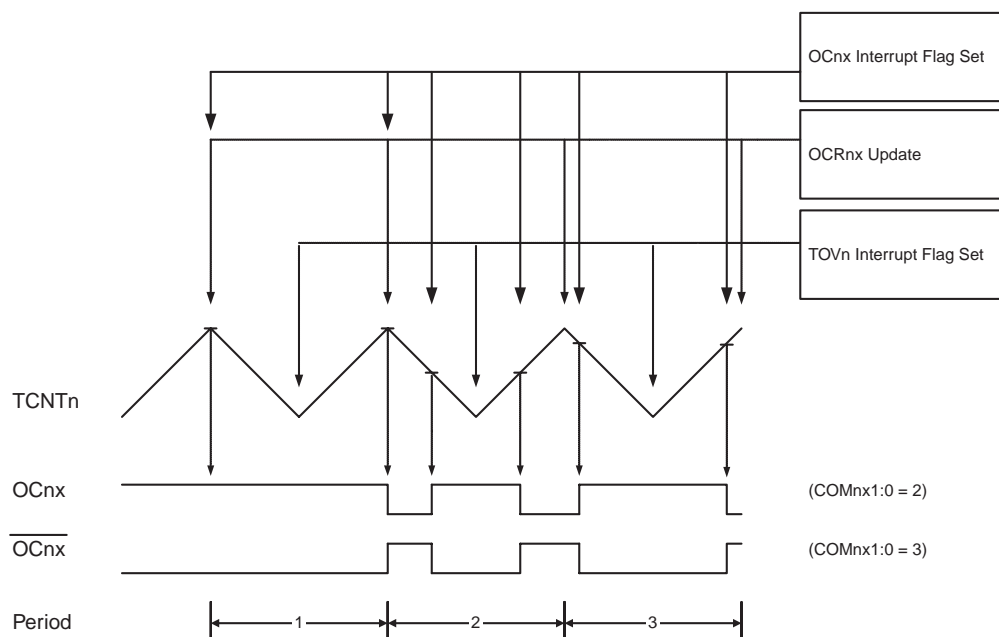 OCnx Interrupt Flag Set
OCRnx Update
TOVn Interrupt Flag Set
TCNTn
OCnx
(COMnx1:0 = 2)
OCnx
(COMnx1:0 = 3)
Period
1
2
3